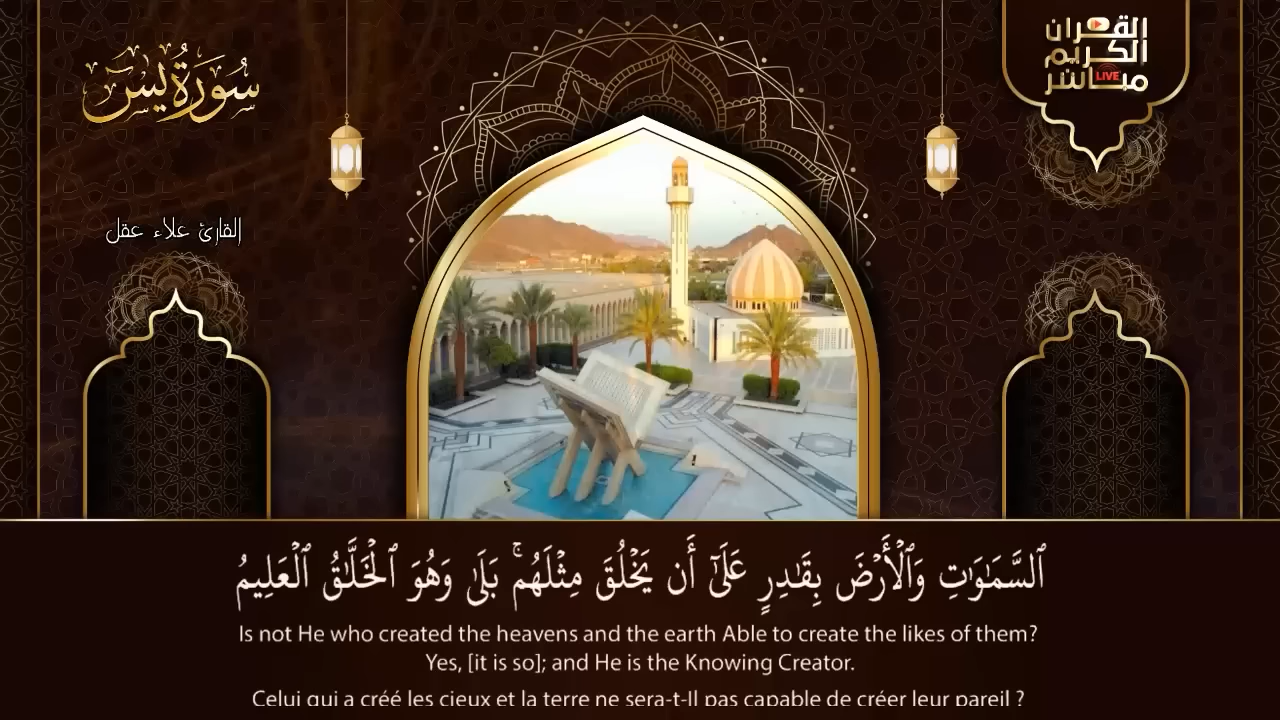 سُورَةُ يس
القرآن
الكريم
مباشر
LIVE
القارئ علاء عقل
ٱلسَّمَـٰوَٰتِ وَٱلْأَرْضَ بِقَـٰدِرٍ عَلَىٰٓ أَن يَخْلُقَ مِثْلَهُم ۚ بَلَىٰ وَهُوَ ٱلْخَلَّـٰقُ ٱلْعَلِيمُ
Is not He who created the heavens and the earth Able to create the likes of them?
Yes, [it is so]; and He is the Knowing Creator.
Celui qui a créé les cieux et la terre ne sera-t-Il pas capable de créer leur pareil ?